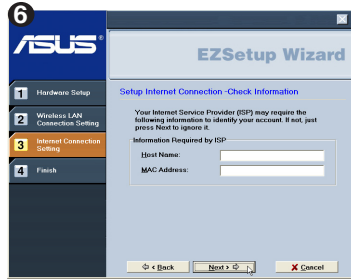 6
ASUS®
EZSetup Wizard
1 Hardware Setup
2 Wireless LAN
Connection Setting
3 Internet Connection
Setting
4 Finish
Setup Internet Connection -Check Information
Your Internet Service Provider (ISP) may require the
following information to identify your account. If not, just
press Next to ignore it.
Information Required by ISP
Host Name:
MAC Address:
< Back Next > Cancel